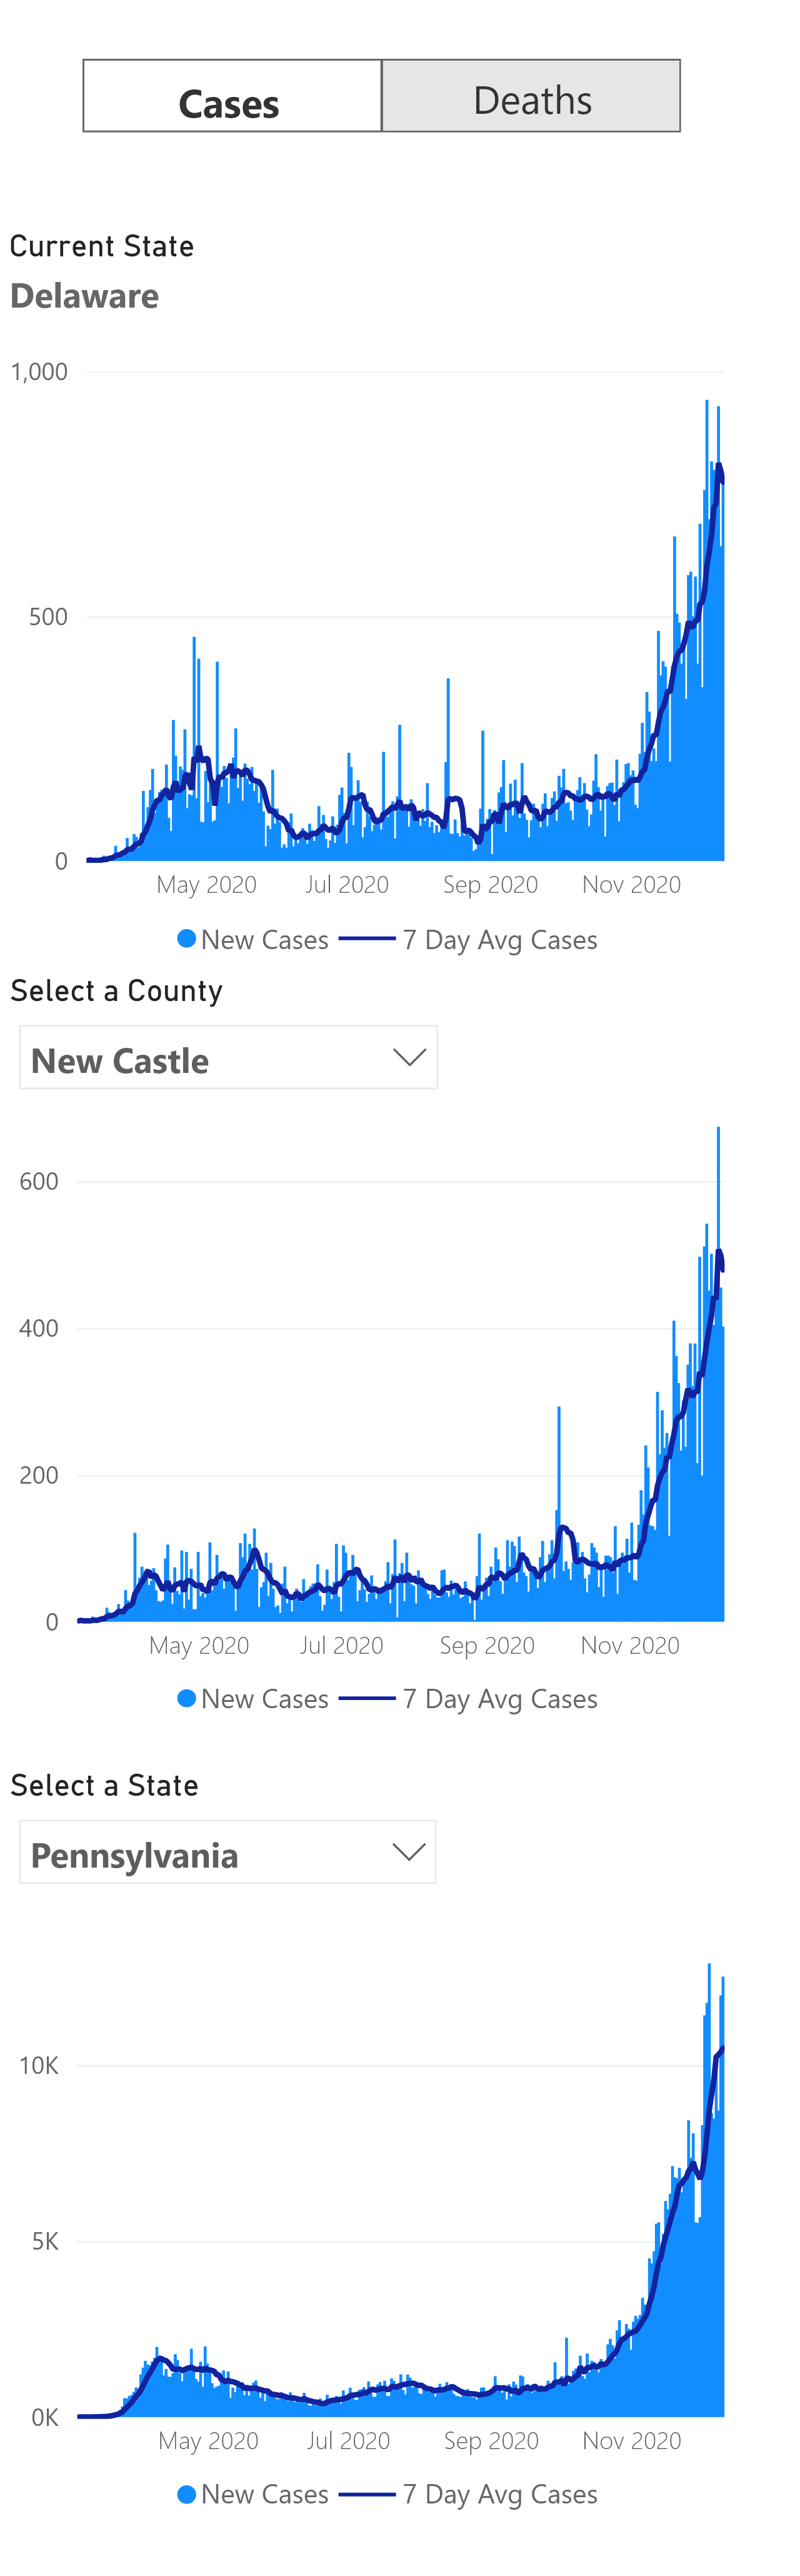 Cases Deaths
Current State
Delaware
1,000
500
0
May 2020 Jul 2020 Sep 2020 Nov 2020
New Cases 7 Day Avg Cases
Select a County
New Castle
600
400
200
0
May 2020 Jul 2020 Sep 2020 Nov 2020
New Cases 7 Day Avg Cases
Select a State
Pennsylvania
10K
5K
0K
May 2020 Jul 2020 Sep 2020 Nov 2020
New Cases 7 Day Avg Cases